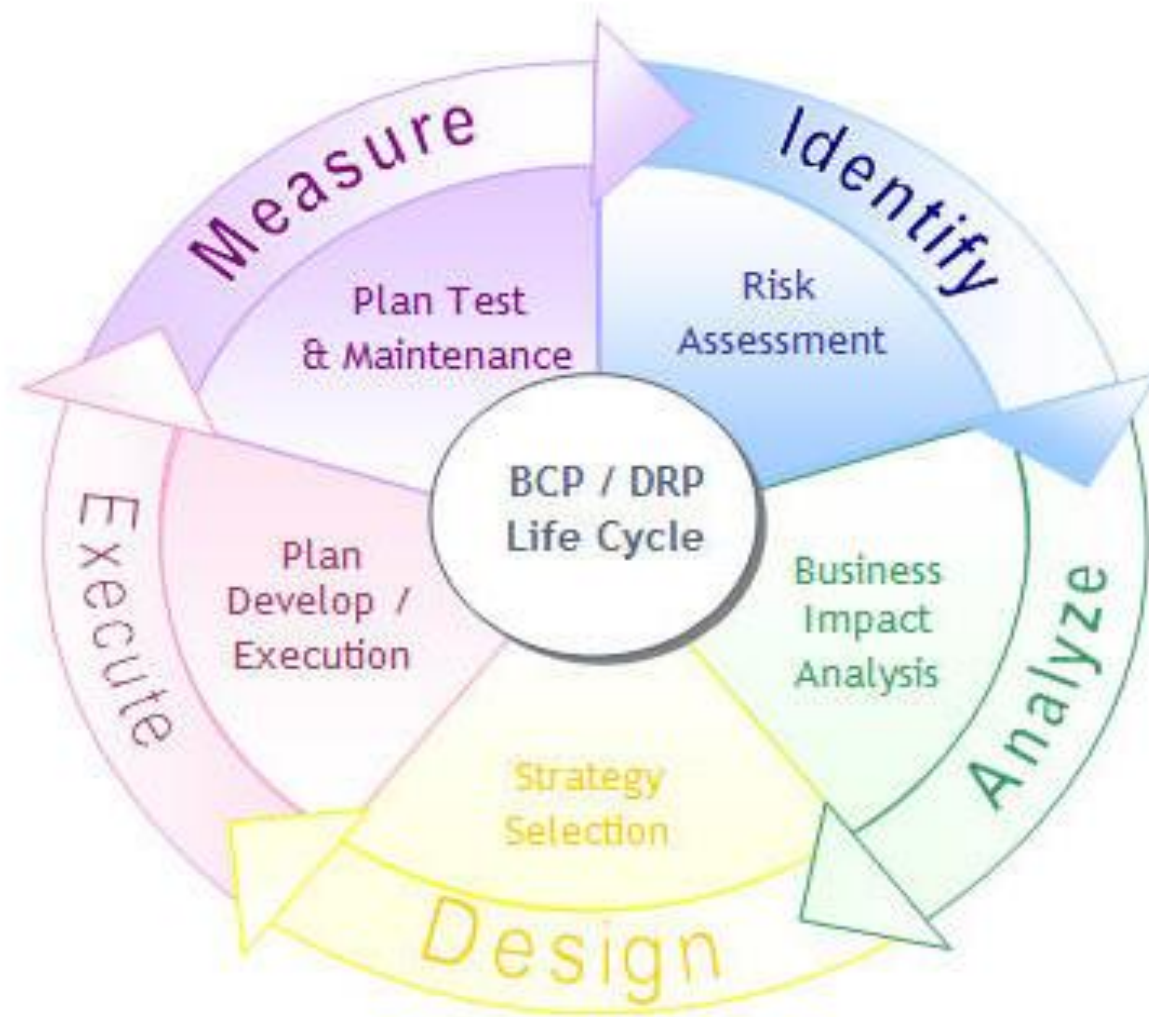 Measure
Identify
Plan Test
& Maintenance
Risk
Assessment
BCP / DRP
Life Cycle
Execute
Plan
Develop /
Execution
Business
Impact
Analysis
Analyze
Strategy
Selection
Design